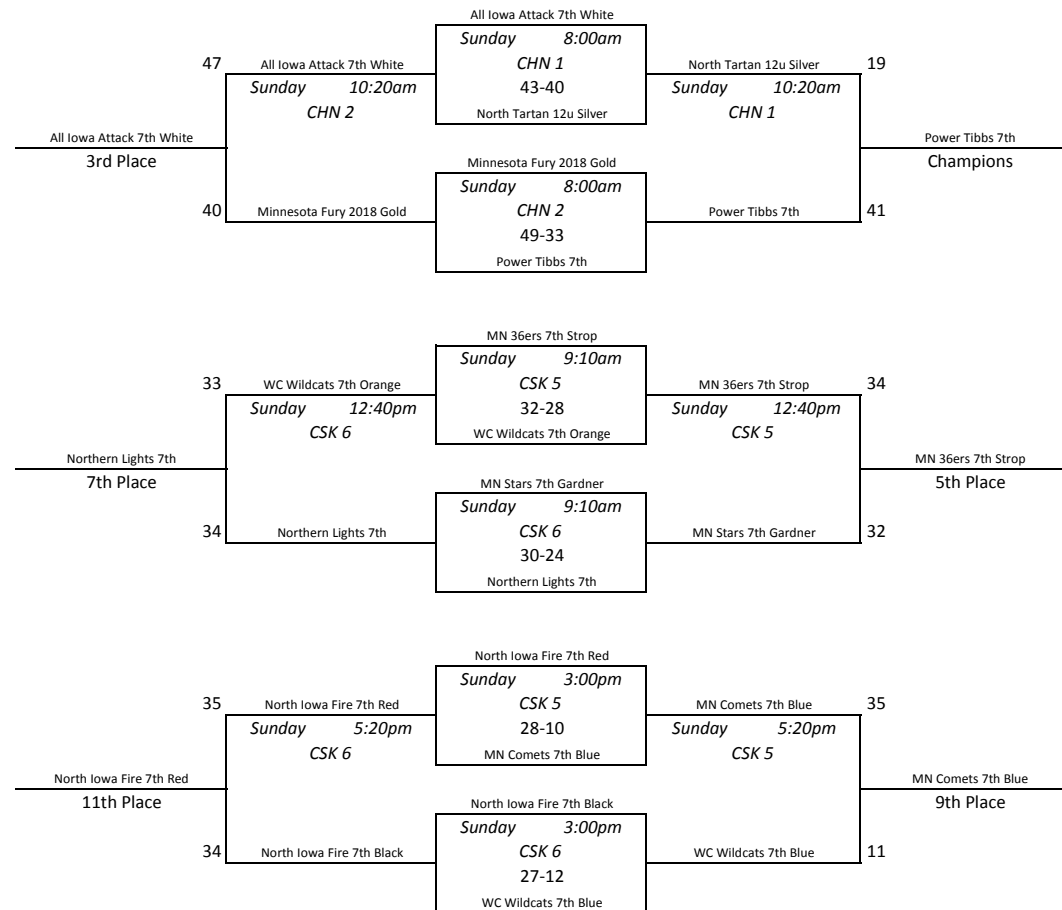 All Iowa Attack 7th White
Sunday 8:00am
47 All Iowa Attack 7th White CHN 1 North Tartan 12u Silver 19
Sunday 10:20am 43-40 Sunday 10:20am
CHN 2 North Tartan 12u Silver CHN 1
All Iowa Attack 7th White Power Tibbs 7th
3rd Place Minnesota Fury 2018 Gold Champions
Sunday 8:00am
40 Minnesota Fury 2018 Gold CHN 2 Power Tibbs 7th 41
49-33
Power Tibbs 7th
MN 36ers 7th Strop
Sunday 9:10am
33 WC Wildcats 7th Orange CSK 5 MN 36ers 7th Strop 34
Sunday 12:40pm 32-28 Sunday 12:40pm
CSK 6 WC Wildcats 7th Orange CSK 5
Northern Lights 7th MN 36ers 7th Strop
7th Place MN Stars 7th Gardner 5th Place
Sunday 9:10am
34 Northern Lights 7th CSK 6 MN Stars 7th Gardner 32
30-24
Northern Lights 7th
North Iowa Fire 7th Red
Sunday 3:00pm
35 North Iowa Fire 7th Red CSK 5 MN Comets 7th Blue 35
Sunday 5:20pm 28-10 Sunday 5:20pm
CSK 6 MN Comets 7th Blue CSK 5
North Iowa Fire 7th Red MN Comets 7th Blue
11th Place North Iowa Fire 7th Black 9th Place
Sunday 3:00pm
34 North Iowa Fire 7th Black CSK 6 WC Wildcats 7th Blue 11
27-12
WC Wildcats 7th Blue